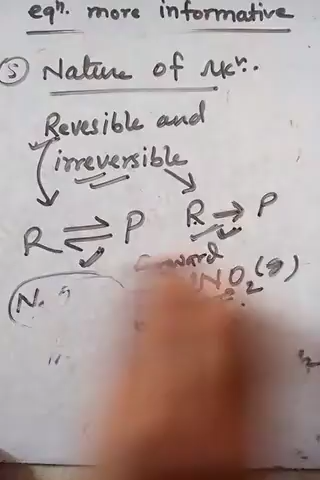 eqⁿ. more informative
⑤ Nature of rxⁿ.
Revesible and
irreversible
R ⇌ P R → P
forward
N. NO₂(g)